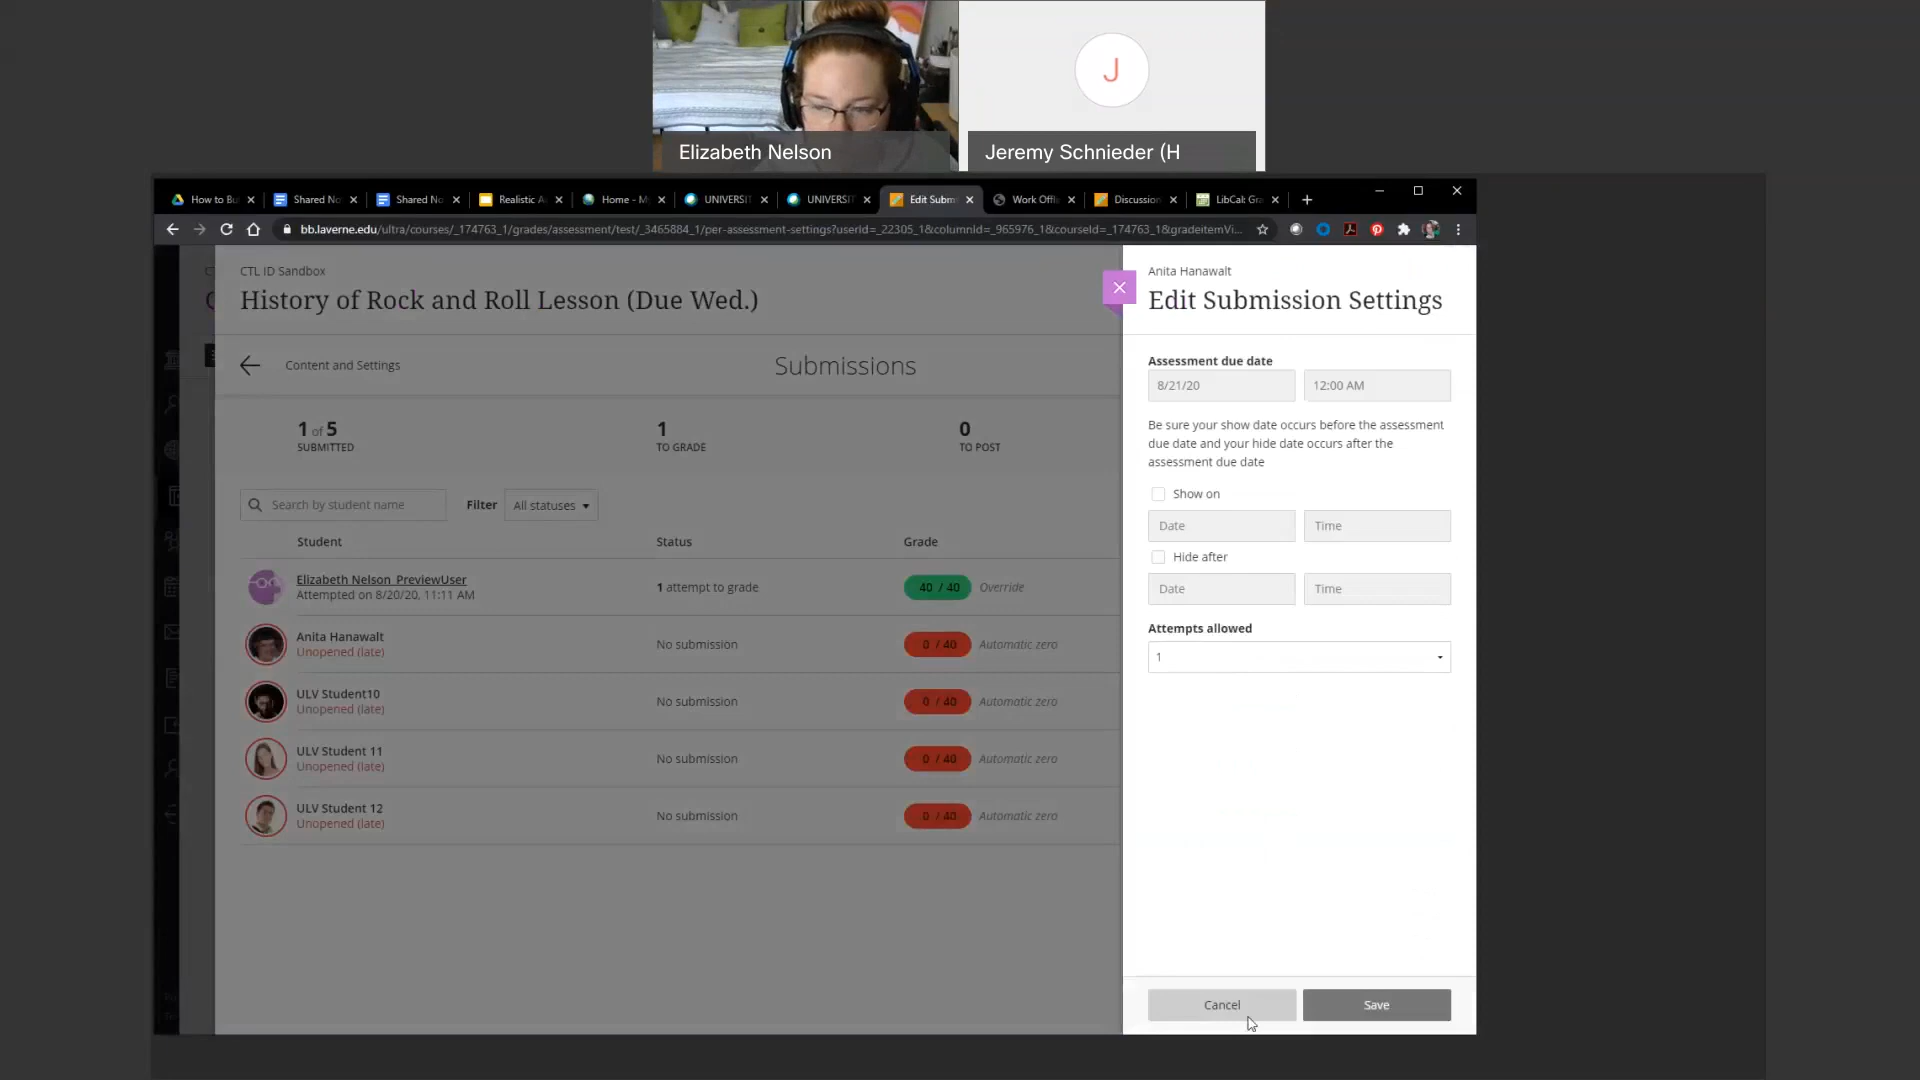 J
Elizabeth Nelson
Jeremy Schnieder (H
How to Bu
Shared No
Shared No
Realistic A
Home - M
UNIVERSIT
UNIVERSIT
Edit Subm
Work Offli
Discussion
LibCal: Gra
bb.laverne.edu/ultra/courses/_174763_1/grades/assessment/test/_3465884_1/per-assessment-settings?userId=_22305_1&columnId=_965976_1&courseId=_174763_1&gradeitemVi...
CTL ID Sandbox
History of Rock and Roll Lesson (Due Wed.)
Content and Settings
Submissions
1 of 5
SUBMITTED
1
TO GRADE
0
TO POST
Search by student name
Filter
All statuses
Student
Status
Grade
Elizabeth Nelson_PreviewUser
Attempted on 8/20/20, 11:11 AM
1 attempt to grade
40 / 40
Override
Anita Hanawalt
Unopened (late)
No submission
0 / 40
Automatic zero
ULV Student10
Unopened (late)
No submission
0 / 40
Automatic zero
ULV Student 11
Unopened (late)
No submission
0 / 40
Automatic zero
ULV Student 12
Unopened (late)
No submission
0 / 40
Automatic zero
Anita Hanawalt
Edit Submission Settings
Assessment due date
8/21/20
12:00 AM
Be sure your show date occurs before the assessment
due date and your hide date occurs after the
assessment due date
Show on
Date
Time
Hide after
Date
Time
Attempts allowed
1
Cancel
Save